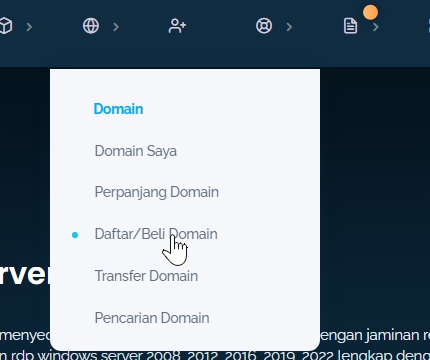 Domain
Domain Saya
Perpanjang Domain
Daftar/Beli Domain
Transfer Domain
Pencarian Domain
rver
menyed engan jaminan re
n rdp windows server 2008, 2012, 2016, 2019, 2022 lengkap deng